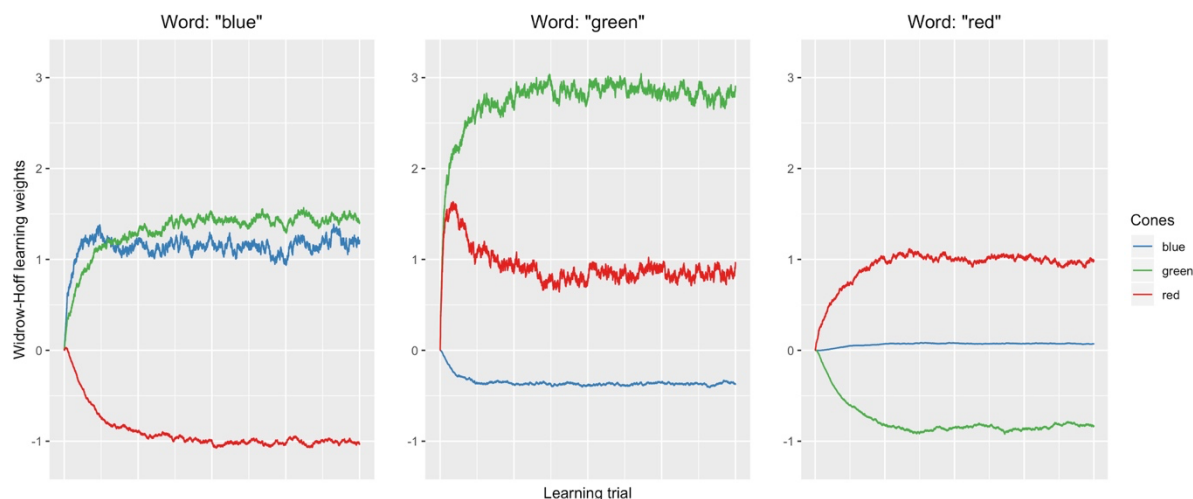 Word: "blue"
Word: "green"
Word: "red"
Widrow-Hoff learning weights
3
2
1
0
-1
3
2
1
0
-1
3
2
1
0
-1
Learning trial
Cones
blue
green
red